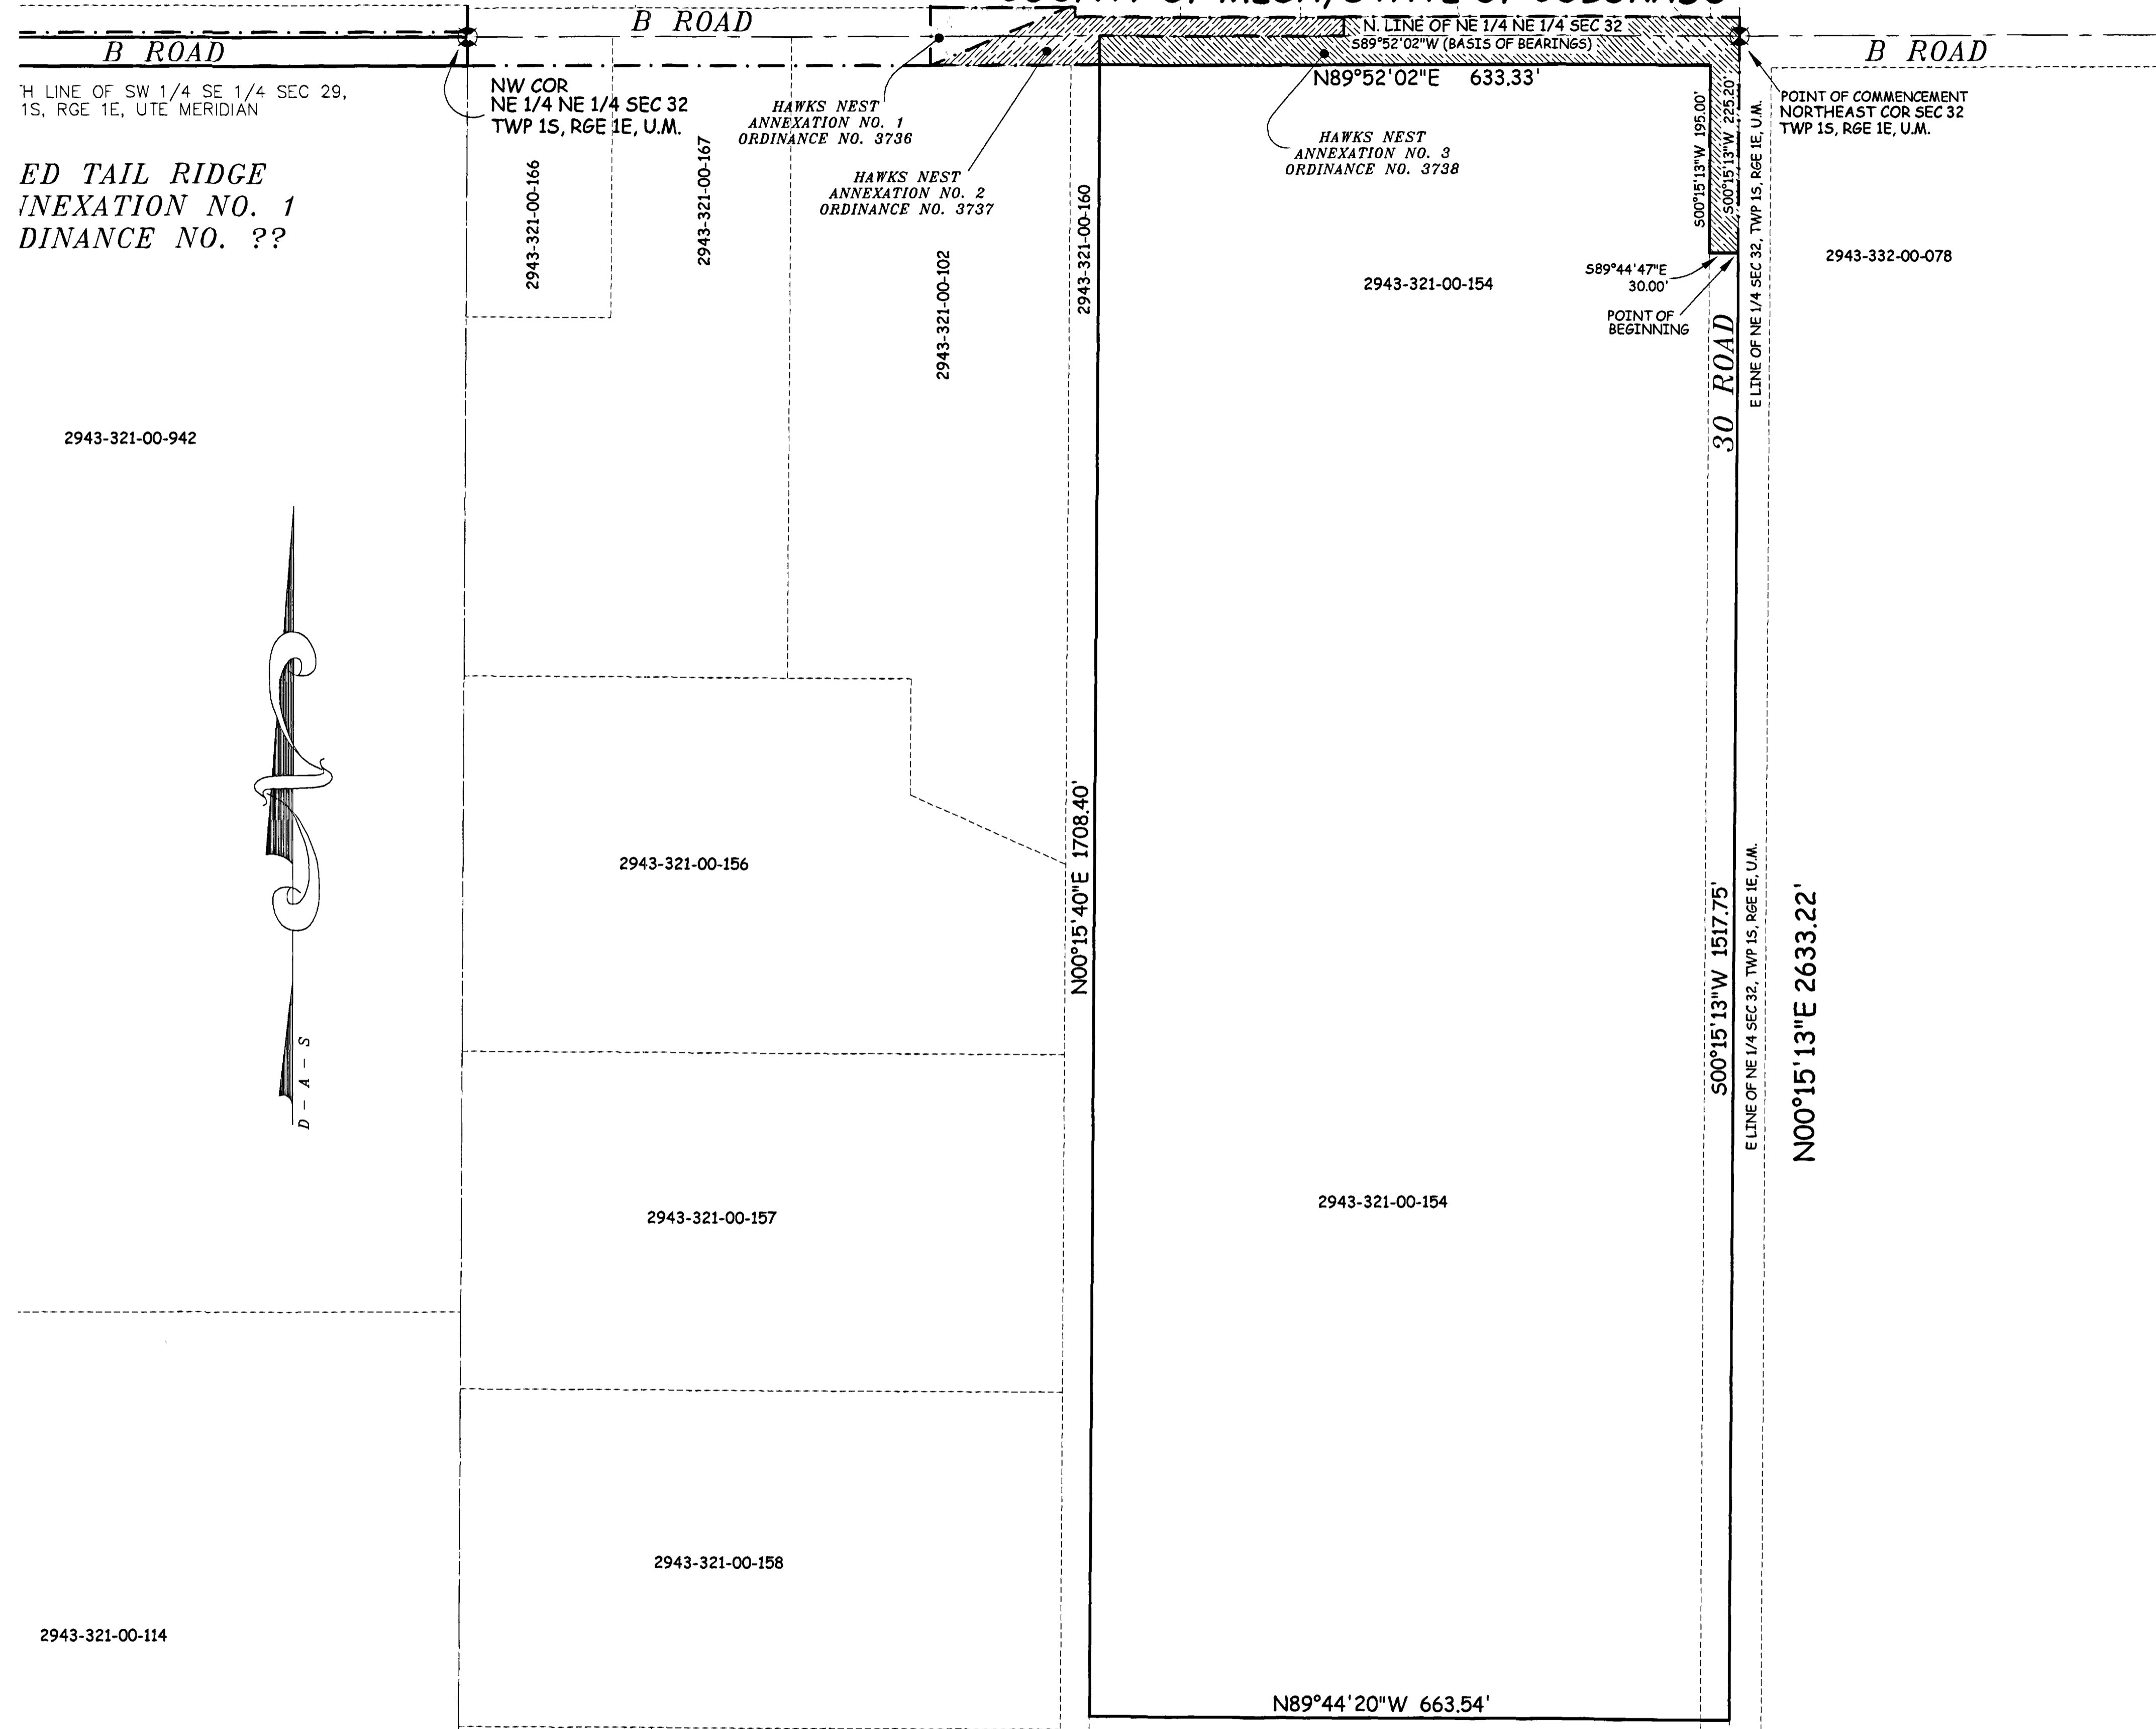 B ROAD
B ROAD
N. LINE OF NE 1/4 NE 1/4 SEC 32
S89°52'02"W (BASIS OF BEARINGS)
B ROAD
N89°52'02"E 633.33'
NW COR
NE 1/4 NE 1/4 SEC 32
TWP 1S, RGE 1E, U.M.
H LINE OF SW 1/4 SE 1/4 SEC 29,
1S, RGE 1E, UTE MERIDIAN
HAWKS NEST
ANNEXATION NO. 1
ORDINANCE NO. 3736
HAWKS NEST
ANNEXATION NO. 2
ORDINANCE NO. 3737
HAWKS NEST
ANNEXATION NO. 3
ORDINANCE NO. 3738
POINT OF COMMENCEMENT
NORTHEAST COR SEC 32
TWP 1S, RGE 1E, U.M.
S00°15'13"W 195.00'
S00°15'13"W 225.20'
E LINE OF NE 1/4 SEC 32, TWP 1S, RGE 1E, U.M.
ED TAIL RIDGE
NEXATION NO. 1
DINANCE NO. ??
2943-321-00-166
2943-321-00-167
2943-321-00-102
2943-321-00-160
2943-321-00-154
2943-332-00-078
S89°44'47"E
30.00'
POINT OF
BEGINNING
30 ROAD
2943-321-00-942
2943-321-00-156
N00°15'40"E 1708.40'
S00°15'13"W 1517.75'
E LINE OF NE 1/4 SEC 32, TWP 1S, RGE 1E, U.M.
N00°15'13"E 2633.22'
D-A-S
2943-321-00-157
2943-321-00-154
2943-321-00-158
2943-321-00-114
N89°44'20"W 663.54'